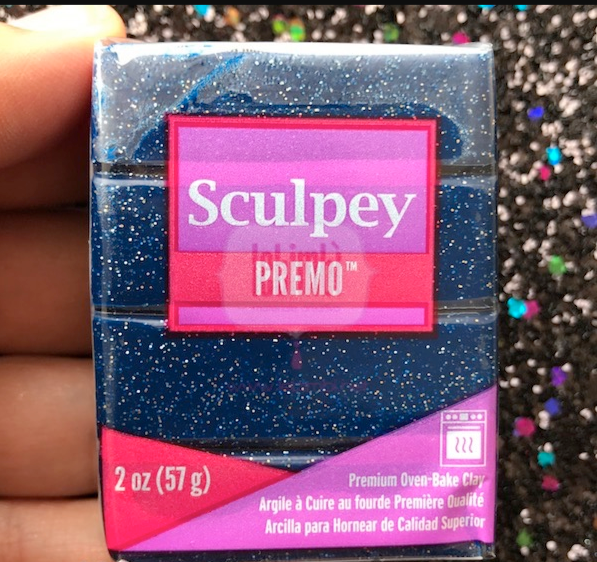 Sculpey
PREMO™
2 oz (57 g)
Premium Oven-Bake Clay
Argile à Cuire au fourde Première Qualité
Arcilla para Hornear de Calidad Superior